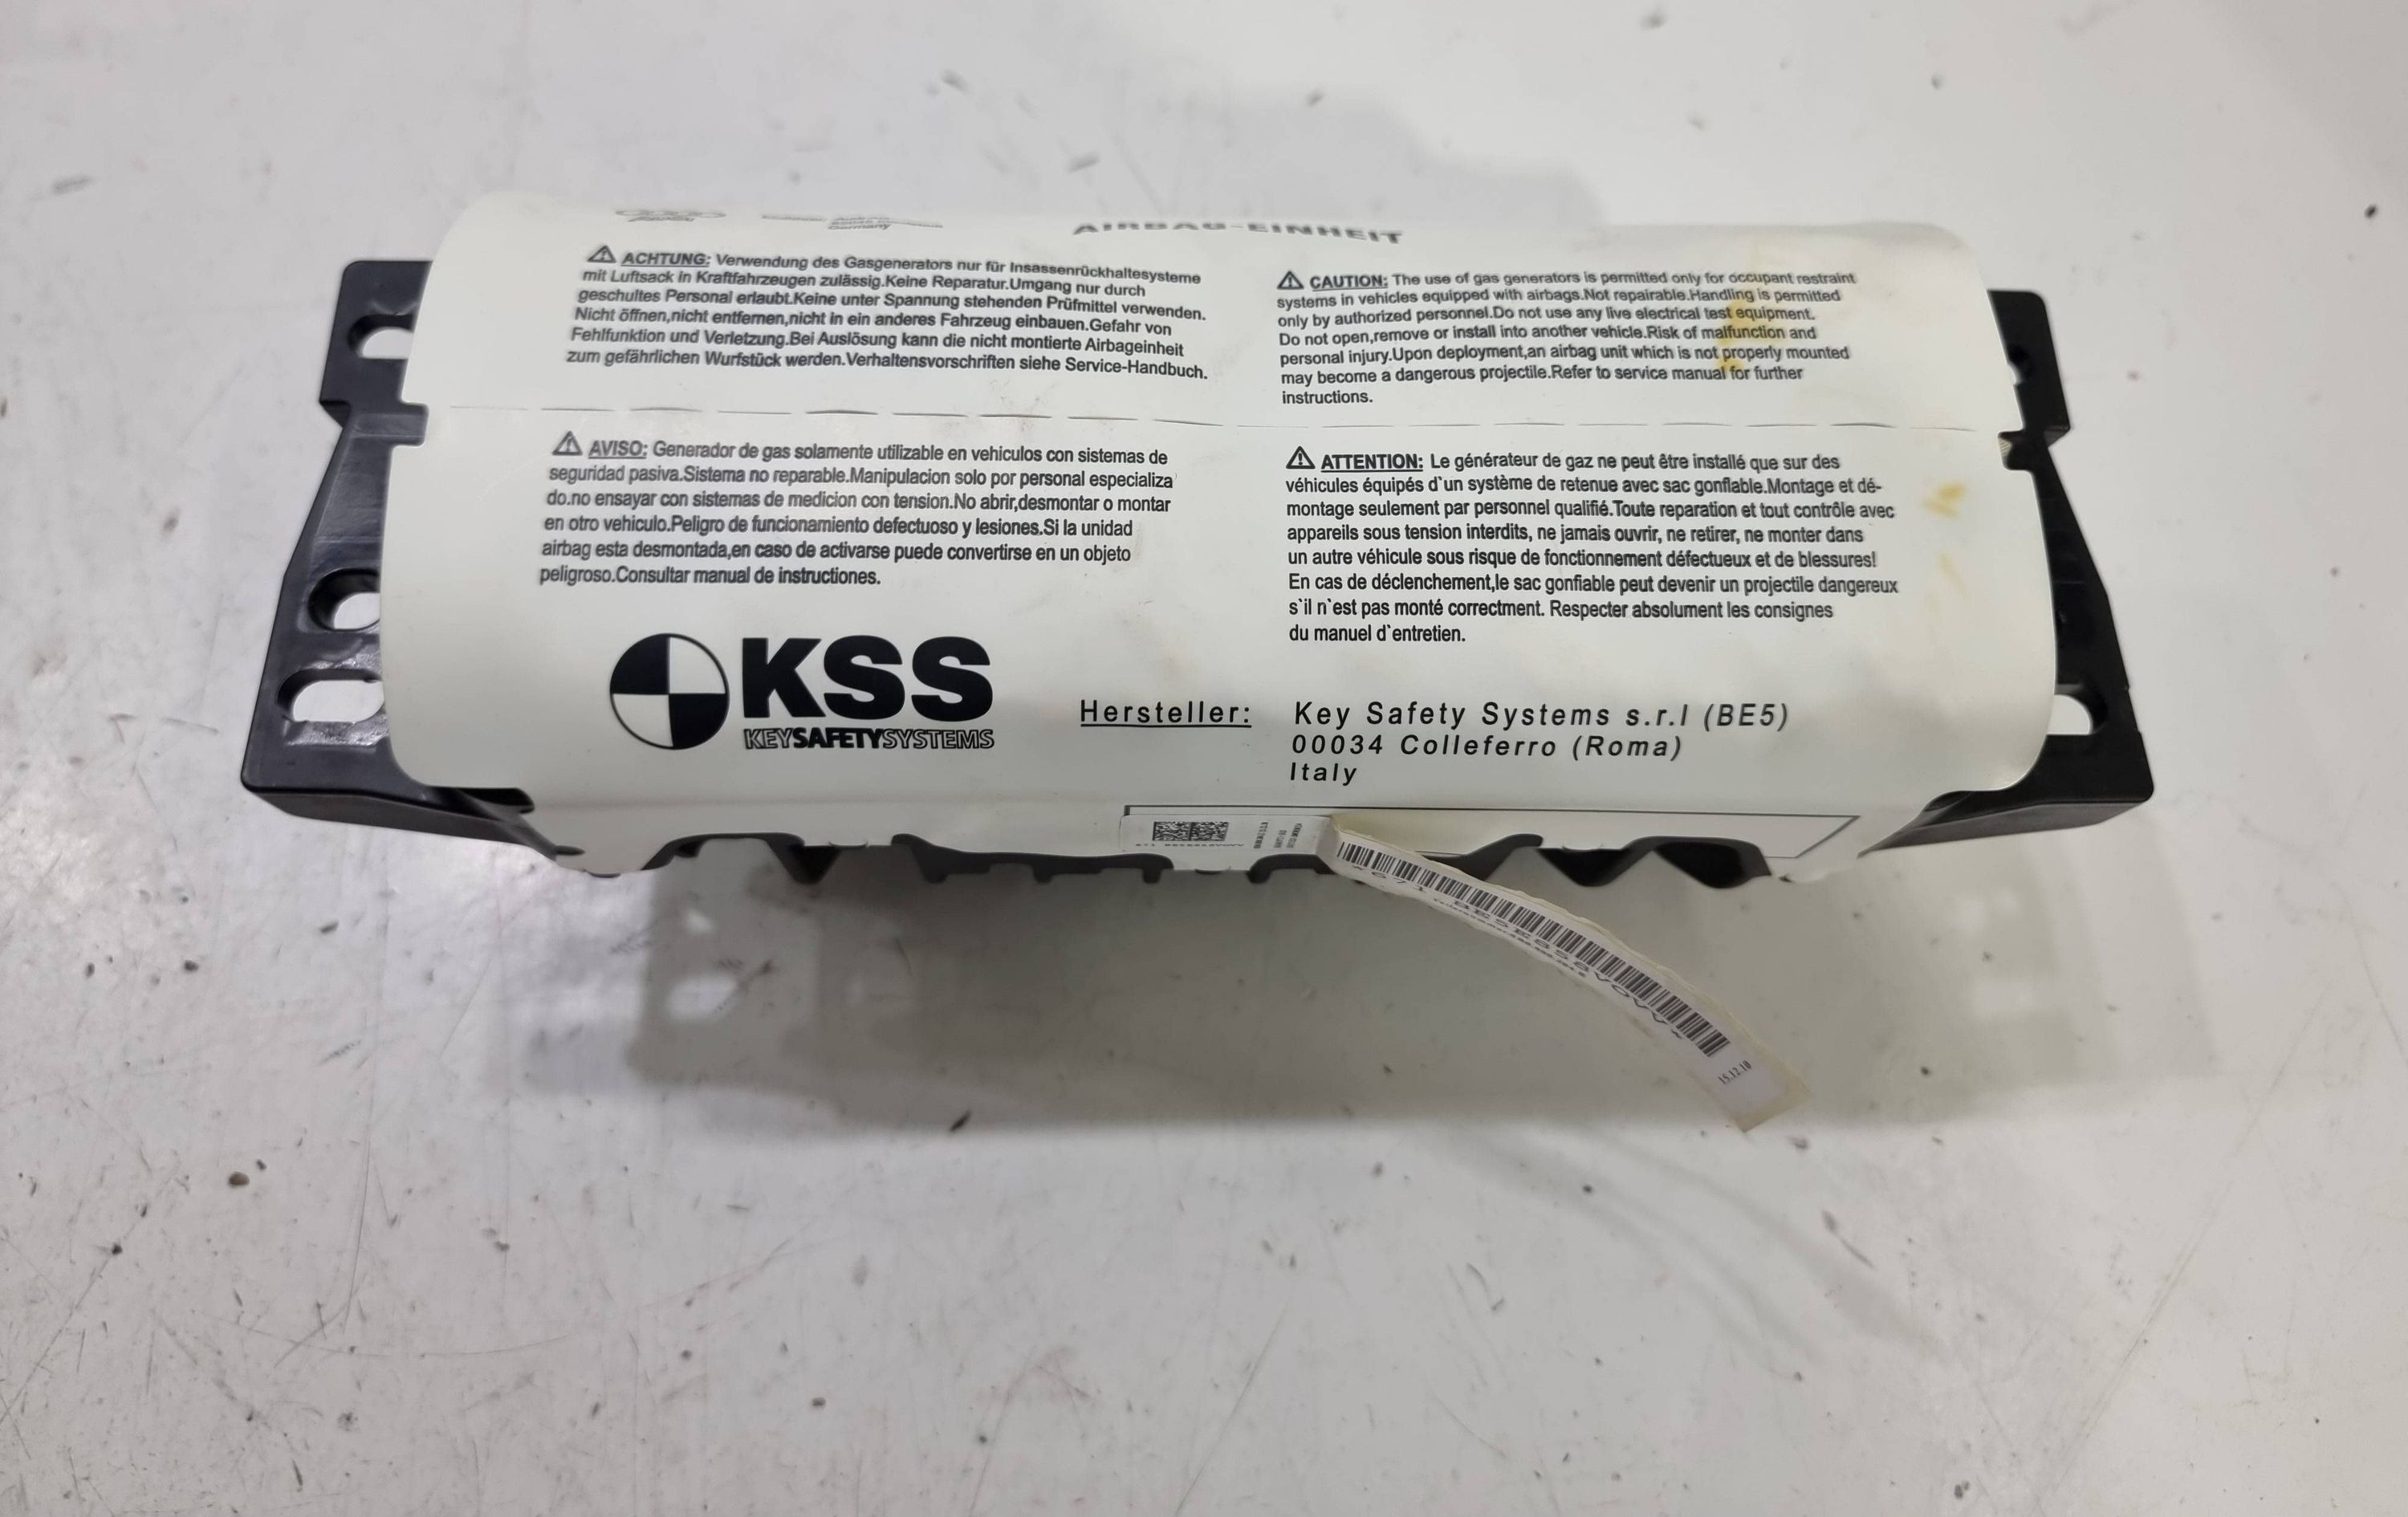 Germany
AIRBAG-EINHEIT
ACHTUNG: Verwendung des Gasgenerators nur für Insassenrückhaltesysteme
mit Luftsack in Kraftfahrzeugen zulässig.Keine Reparatur.Umgang nur durch
geschultes Personal erlaubt.Keine unter Spannung stehenden Prüfmittel verwenden.
Nicht öffnen,nicht entfernen,nicht in ein anderes Fahrzeug einbauen.Gefahr von
Fehlfunktion und Verletzung.Bei Auslösung kann die nicht montierte Airbageinheit
zum gefährlichen Wurfstück werden.Verhaltensvorschriften siehe Service-Handbuch.
CAUTION: The use of gas generators is permitted only for occupant restraint
systems in vehicles equipped with airbags.Not repairable.Handling is permitted
only by authorized personnel.Do not use any live electrical test equipment.
Do not open,remove or install into another vehicle.Risk of malfunction and
personal injury.Upon deployment,an airbag unit which is not properly mounted
may become a dangerous projectile.Refer to service manual for further
instructions.
AVISO: Generador de gas solamente utilizable en vehiculos con sistemas de
seguridad pasiva.Sistema no reparable.Manipulacion solo por personal especializa
do.no ensayar con sistemas de medicion con tension.No abrir,desmontar o montar
en otro vehiculo.Peligro de funcionamiento defectuoso y lesiones.Si la unidad
airbag esta desmontada,en caso de activarse puede convertirse en un objeto
peligroso.Consultar manual de instructiones.
ATTENTION: Le générateur de gaz ne peut être installé que sur des
véhicules équipés d'un système de retenue avec sac gonflable.Montage et dé-
montage seulement par personnel qualifié.Toute reparation et tout contrôle avec
appareils sous tension interdits, ne jamais ouvrir, ne retirer, ne monter dans
un autre véhicule sous risque de fonctionnement défectueux et de blessures!
En cas de déclenchement,le sac gonfiable peut devenir un projectile dangereux
s`il n`est pas monté correctment. Respecter absolument les consignes
du manuel d`entretien.
KSS
KEYSAFETYSYSTEMS
Hersteller: Key Safety Systems s.r.l (BE5)
00034 Colleferro (Roma)
Italy
15.12.10